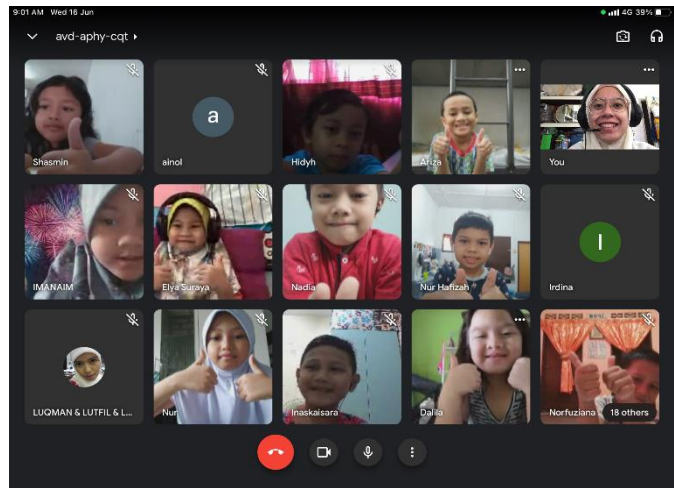 9:01 AM Wed 16 Jun
4G 39%
avd-aphy-cqt
Shasmin
a
ainol
Hidyh
Ariza
You
IMANAIM
Elya Suraya
Nadia
Nur Hafizah
I
Irdina
LUQMAN & LUTFIL & L...
Nur
Inaskaisara
Dalila
Norfuziana
18 others